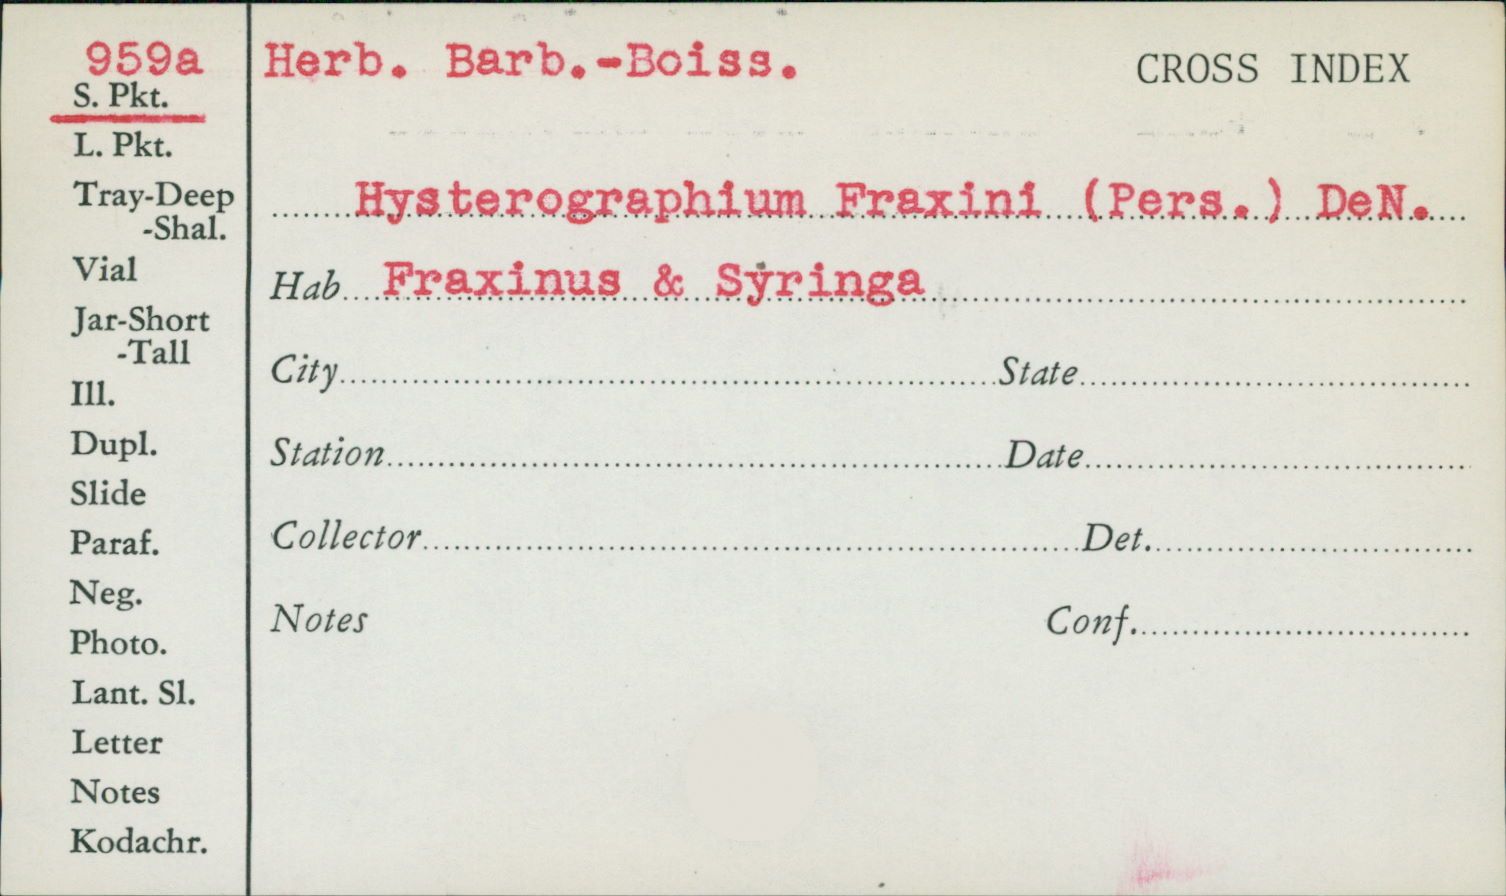 959a
S. Pkt.
L. Pkt.
Tray-Deep
-Shal.
Vial
Jar-Short
-Tall
Ill.
Dupl.
Slide
Paraf.
Neg.
Photo.
Lant. Sl.
Letter
Notes
Kodachr.
Herb. Barb.-Boiss. CROSS INDEX
Hysterographium Fraxini (Pers.) DeN.
Hab. Fraxinus & Syringa
City State
Station Date
Collector Det.
Notes Conf.